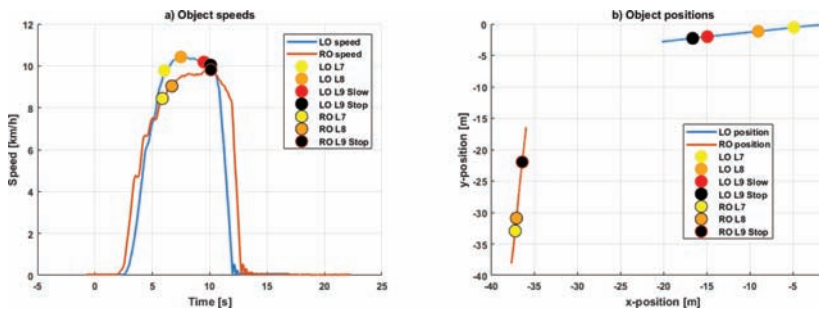 a) Object speeds
12
10
8
6
4
2
0
-5
0
5
10
15
20
25
Speed [km/h]
Time [s]
LO speed
RO speed
LO L7
LO L8
LO L9 Slow
LO L9 Stop
RO L7
RO L8
RO L9 Stop
b) Object positions
0
-5
-10
-15
-20
-25
-30
-35
-40
-40
-35
-30
-25
-20
-15
-10
-5
y-position [m]
x-position [m]
LO position
RO position
LO L7
LO L8
LO L9 Slow
LO L9 Stop
RO L7
RO L8
RO L9 Stop